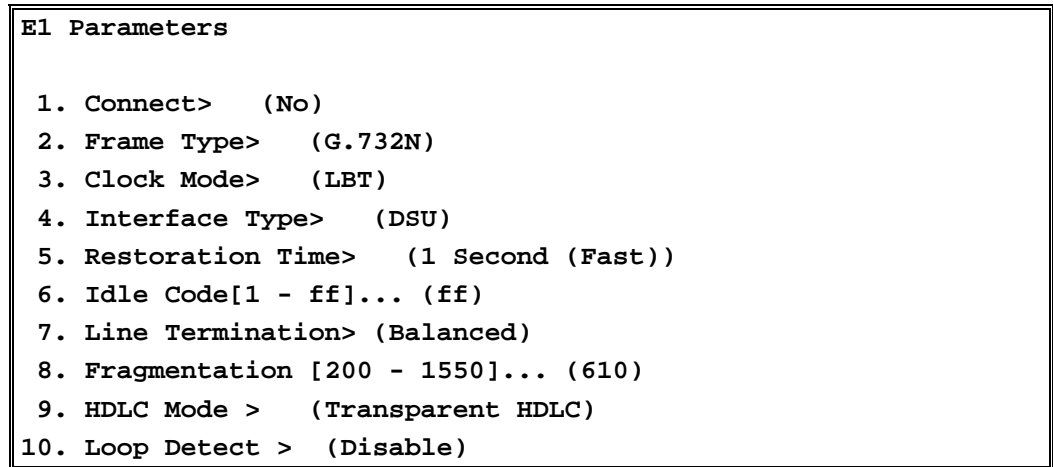 E1 Parameters
1. Connect> (No)
2. Frame Type> (G.732N)
3. Clock Mode> (LBT)
4. Interface Type> (DSU)
5. Restoration Time> (1 Second (Fast))
6. Idle Code[1 - ff]... (ff)
7. Line Termination> (Balanced)
8. Fragmentation [200 - 1550]... (610)
9. HDLC Mode > (Transparent HDLC)
10. Loop Detect > (Disable)